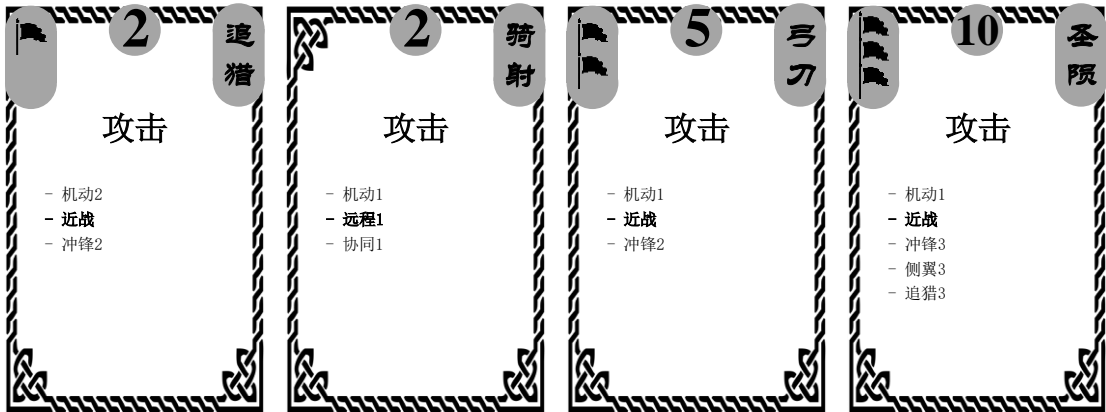 2
追猎
攻击
- 机动2
- 近战
- 冲锋2
2
骑射
攻击
- 机动1
- 远程1
- 协同1
5
弓刀
攻击
- 机动1
- 近战
- 冲锋2
10
圣陨
攻击
- 机动1
- 近战
- 冲锋3
- 侧翼3
- 追猎3